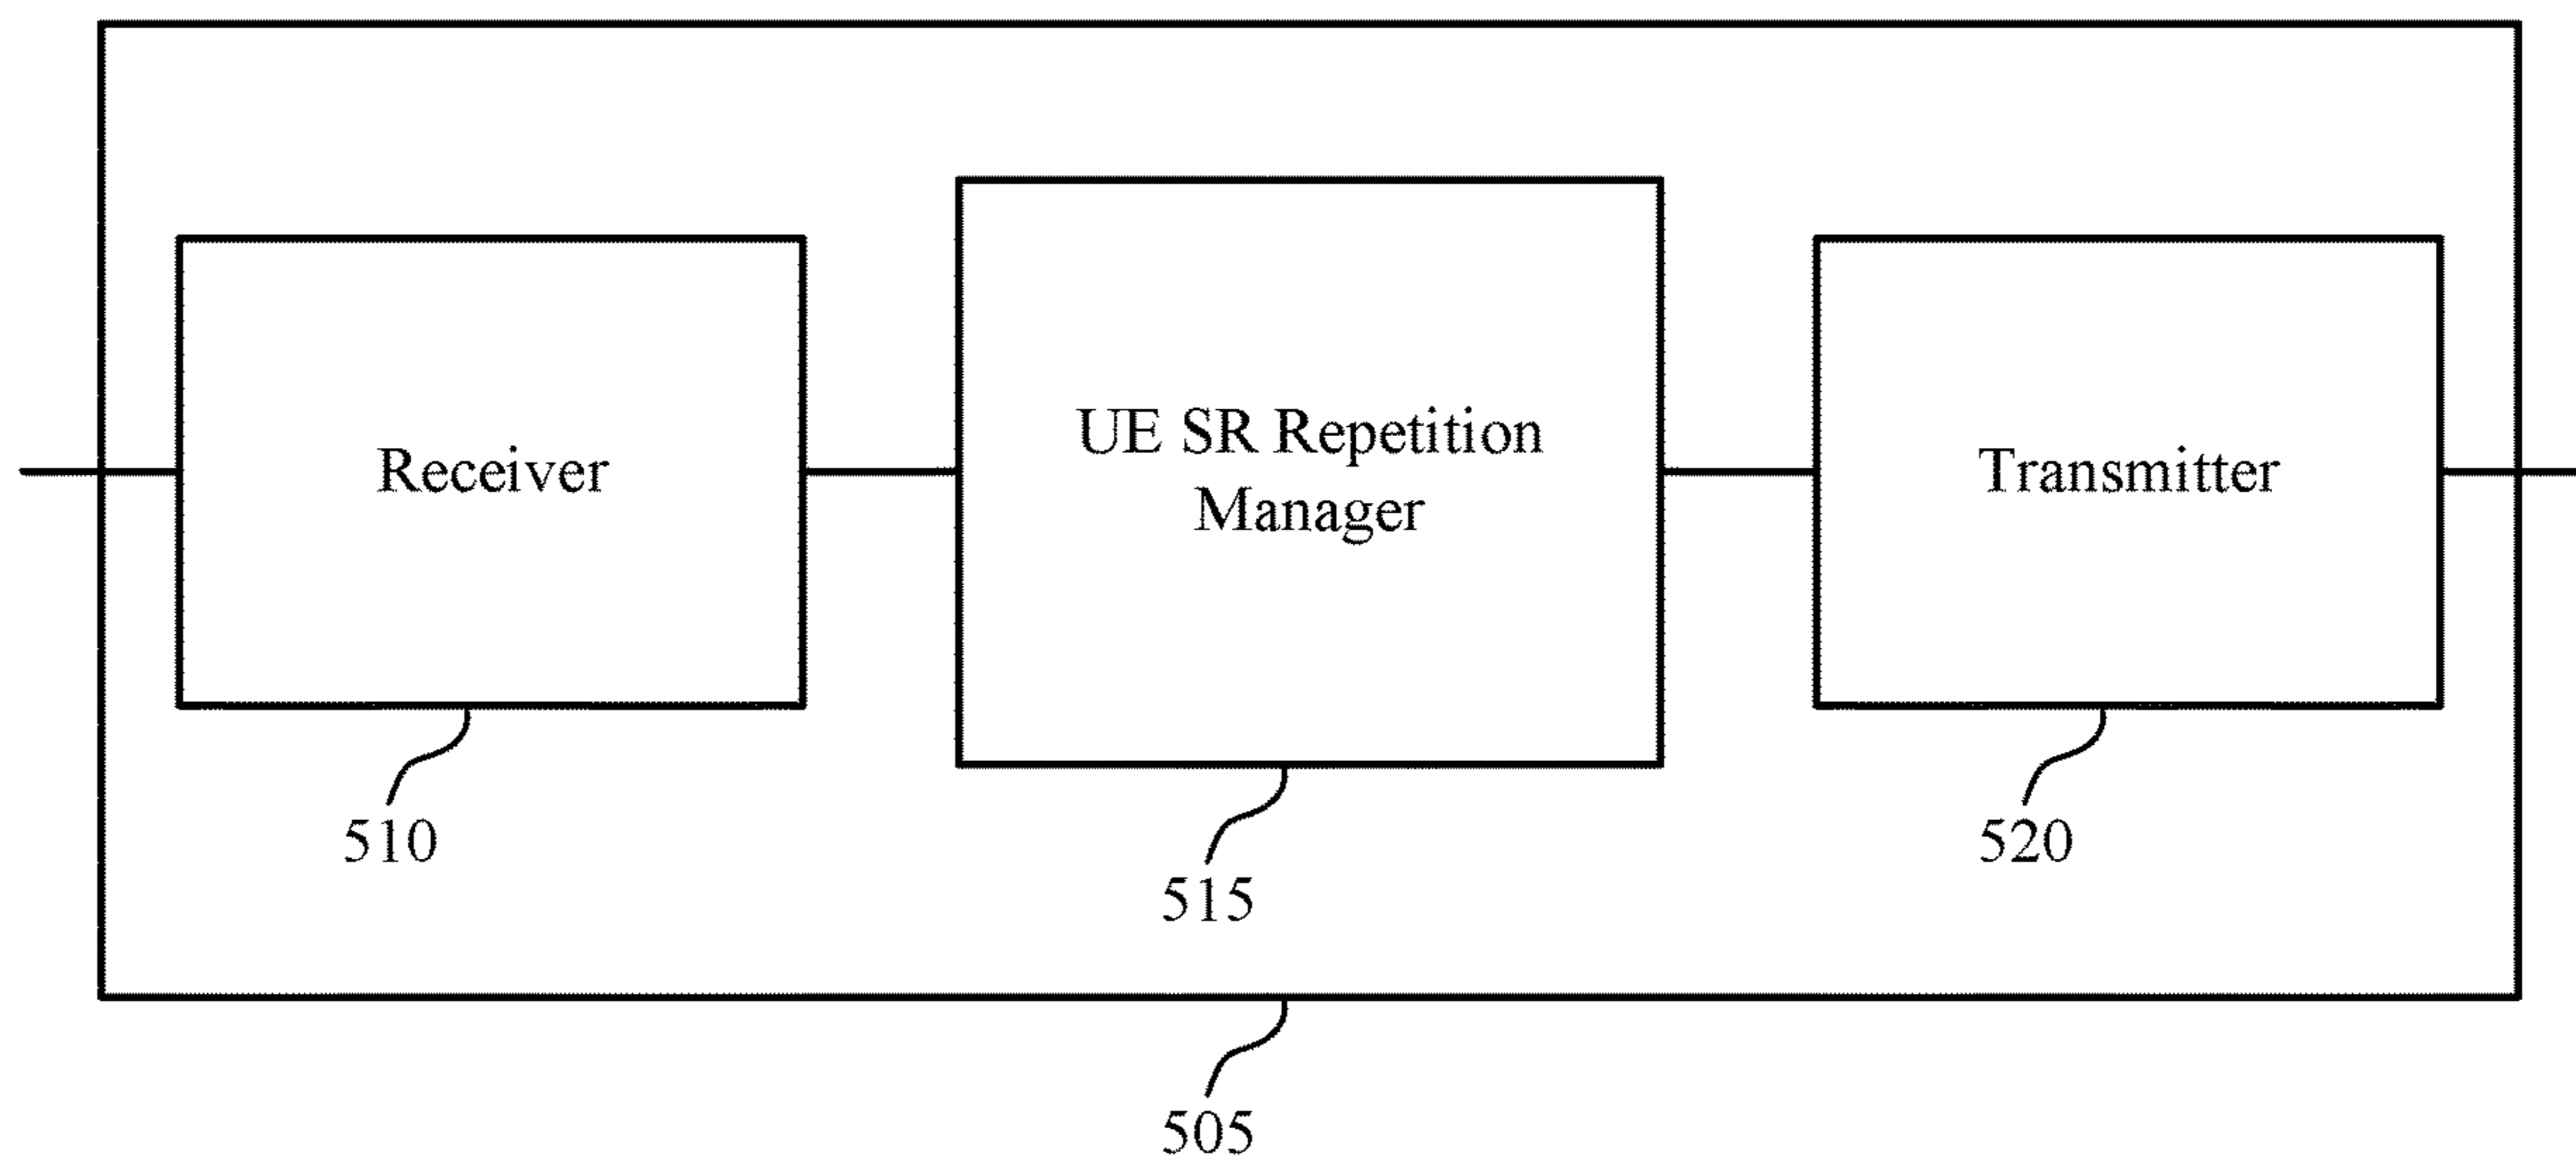 Receiver
UE SR Repetition
Manager
Transmitter
510
515
520
505